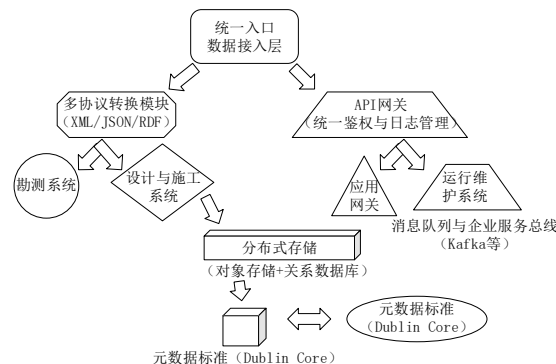 统一入口
数据接入层
多协议转换模块
（XML/JSON/RDF）
API网关
（统一鉴权与日志管理）
勘测系统
设计与施工
系统
应用
网关
运行维
护系统
消息队列与企业服务总线
（Kafka等）
分布式存储
（对象存储+关系数据库）
元数据标准
（Dublin Core）
元数据标准（Dublin Core）